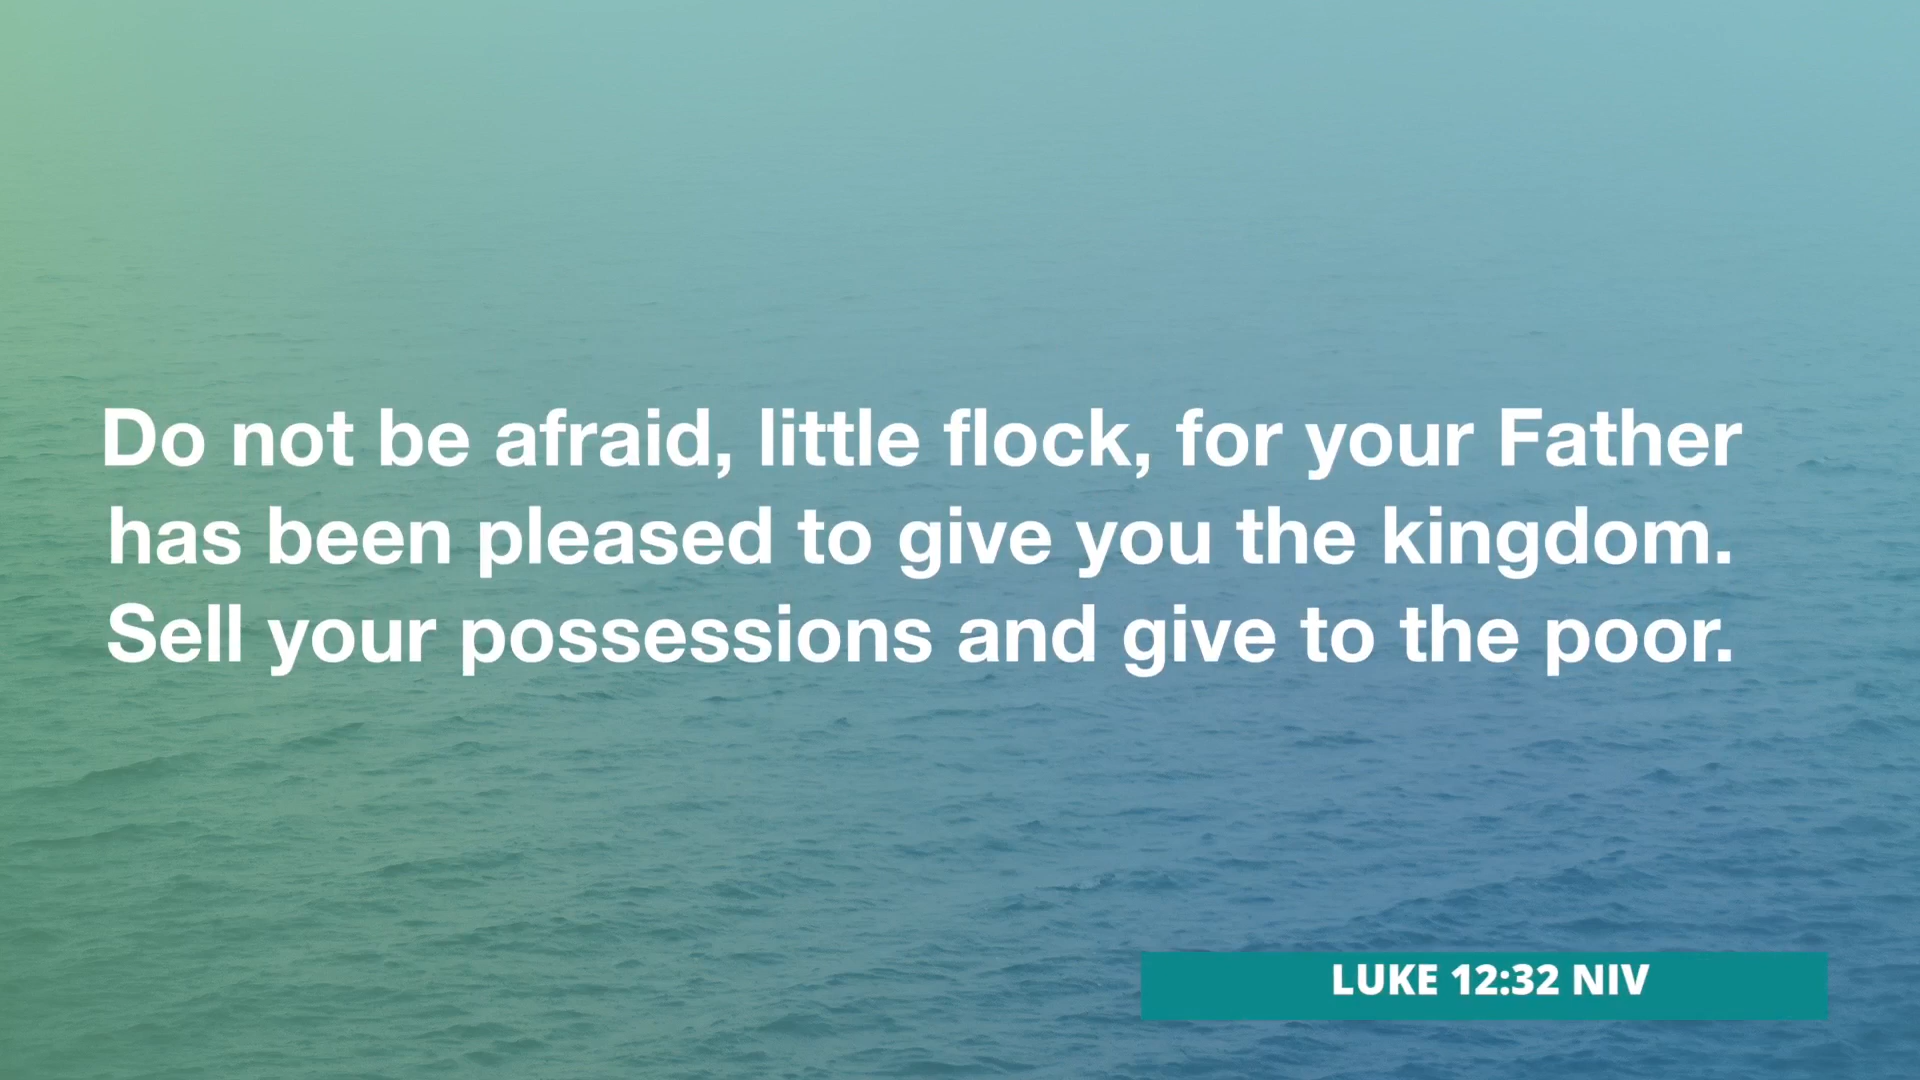 Do not be afraid, little flock, for your Father
has been pleased to give you the kingdom.
Sell your possessions and give to the poor.
LUKE 12:32 NIV